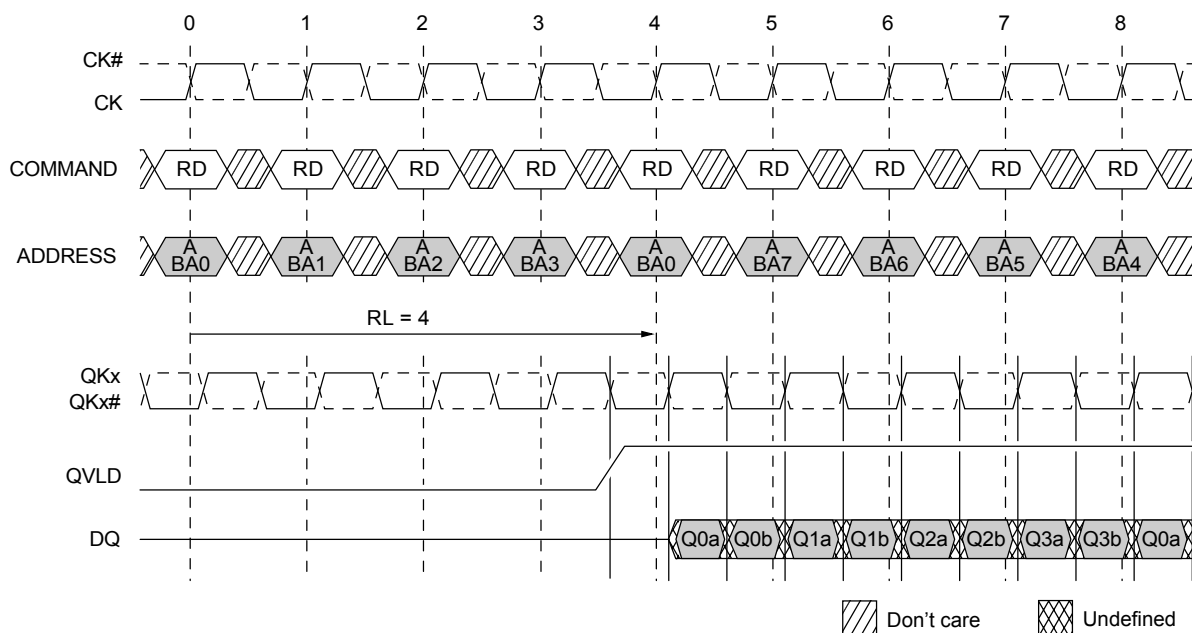 0 1 2 3 4 5 6 7 8
CK#
CK
COMMAND RD RD RD RD RD RD RD RD RD
ADDRESS A A A A A A A A A
BA0 BA1 BA2 BA3 BA0 BA7 BA6 BA5 BA4
RL = 4
QKx
QKx#
QVLD
DQ Q0a Q0b Q1a Q1b Q2a Q2b Q3a Q3b Q0a
Don't care Undefined